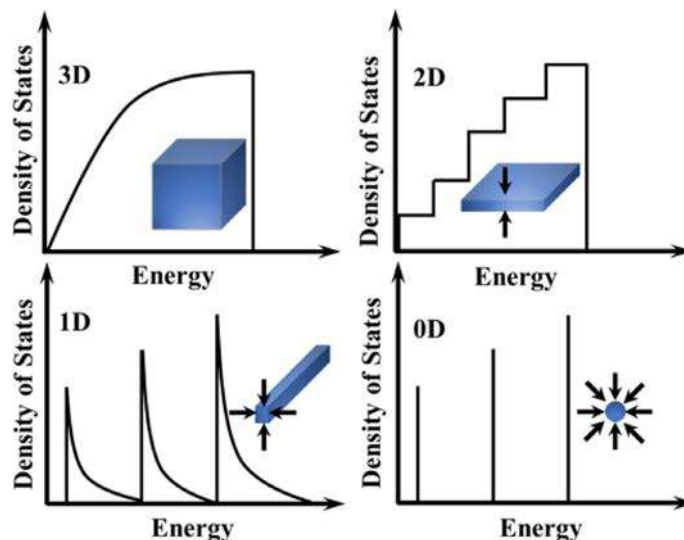 3D
Density of States
Energy
2D
Density of States
Energy
1D
Density of States
Energy
0D
Density of States
Energy